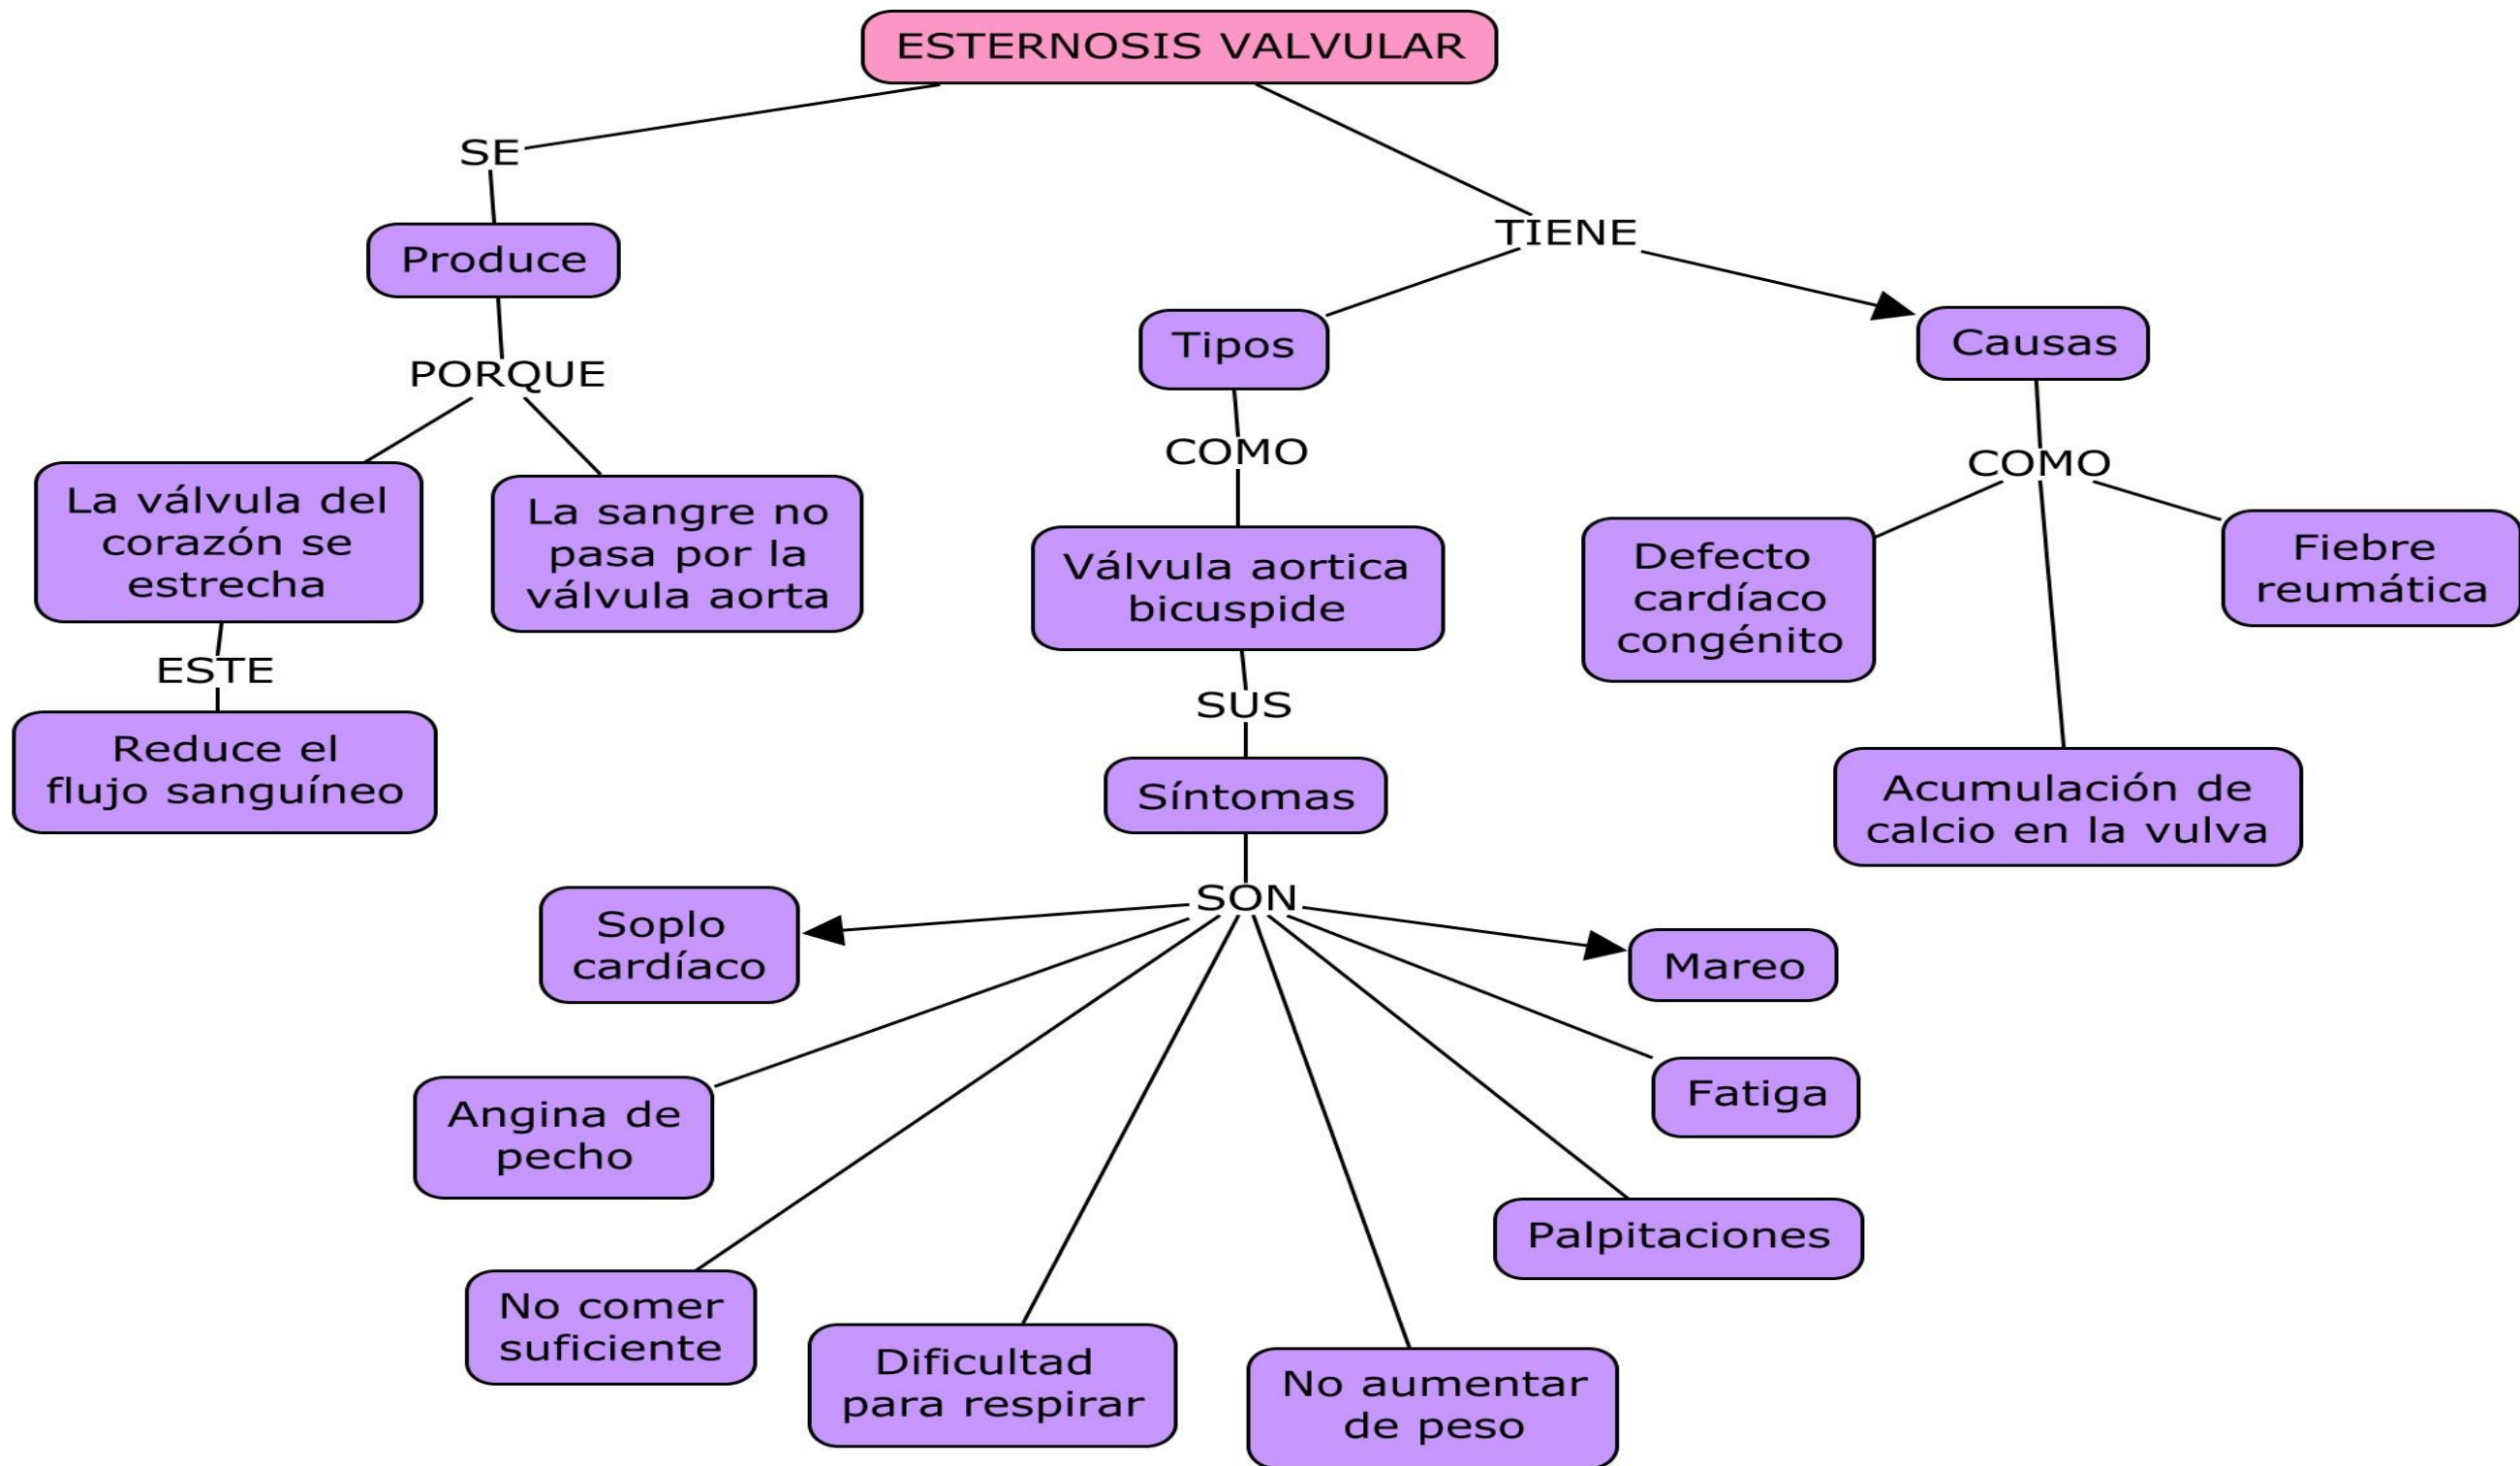 ESTERNOSIS VALVULAR
SE
Produce
PORQUE
La válvula del
corazón se
estrecha
La sangre no
pasa por la
válvula aorta
ESTE
Reduce el
flujo sanguíneo
TIENE
Tipos
COMO
Válvula aortica
bicuspide
SUS
Síntomas
SON
Soplo
cardíaco
Angina de
pecho
No comer
suficiente
Dificultad
para respirar
No aumentar
de peso
Palpitaciones
Fatiga
Mareo
Causas
COMO
Defecto
cardíaco
congénito
Acumulación de
calcio en la vulva
Fiebre
reumática